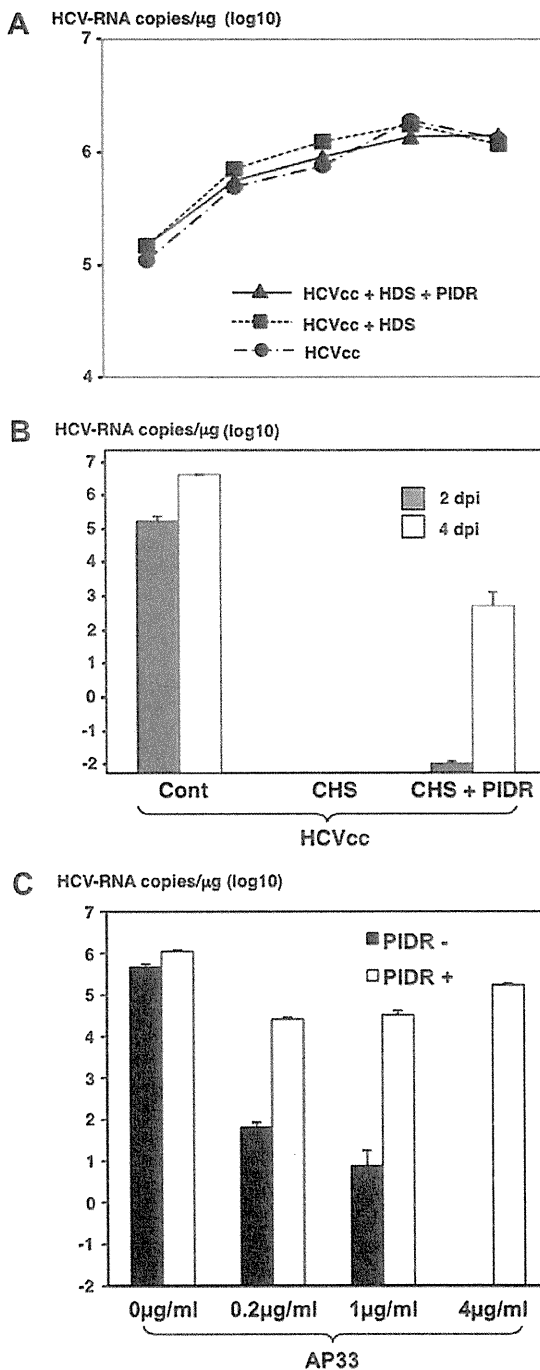 A HCV-RNA copies/μg (log10)
7
6
5
4
HCVcc + HDS + PIDR
HCVcc + HDS
HCVcc
B HCV-RNA copies/μg (log10)
7
6
5
4
3
2
1
0
-1
-2
2 dpi
4 dpi
Cont CHS CHS + PIDR
HCVcc
C HCV-RNA copies/μg (log10)
7
6
5
4
3
2
1
0
-1
-2
PIDR -
PIDR +
0μg/ml 0.2μg/ml 1μg/ml 4μg/ml
AP33